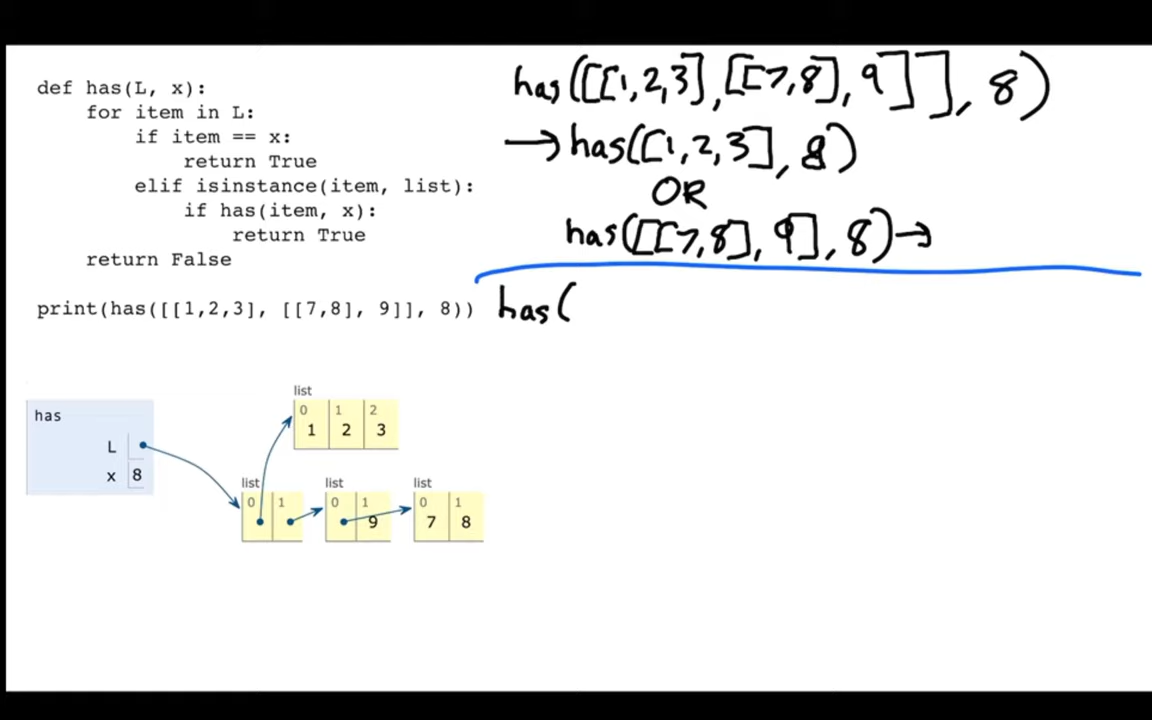 def has(L, x):
    for item in L:
        if item == x:
            return True
        elif isinstance(item, list):
            if has(item, x):
                return True
    return False
print(has([[1,2,3], [[7,8], 9]], 8))
has([[1,2,3],[[7,8],9]], 8)
→has([1,2,3], 8)
OR
has([[7,8], 9], 8)→
has(
has
L
x 8
list
0 1 2
1 2 3
list
0 1
list
0 1
9
list
0 1
7 8